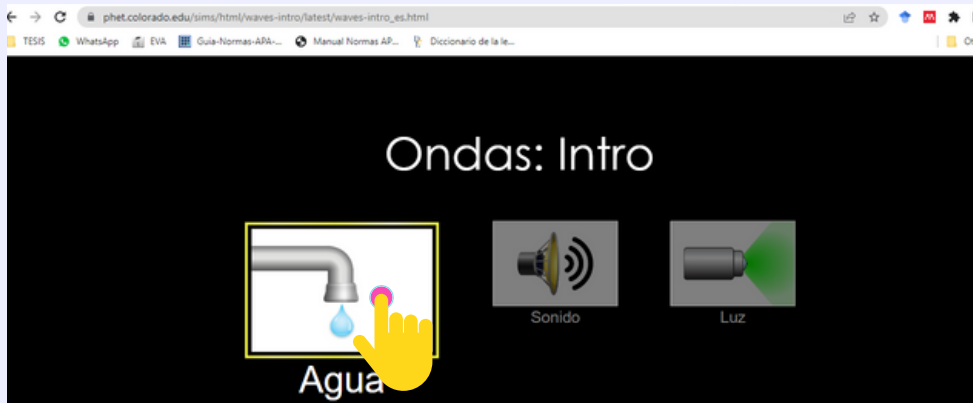 phet.colorado.edu/sims/html/waves-intro/latest/waves-intro_es.html
TESIS WhatsApp EVA Guia-Normas-APA-... Manual Normas AP... Diccionario de la le...
Ondas: Intro
Sonido Luz
Agua